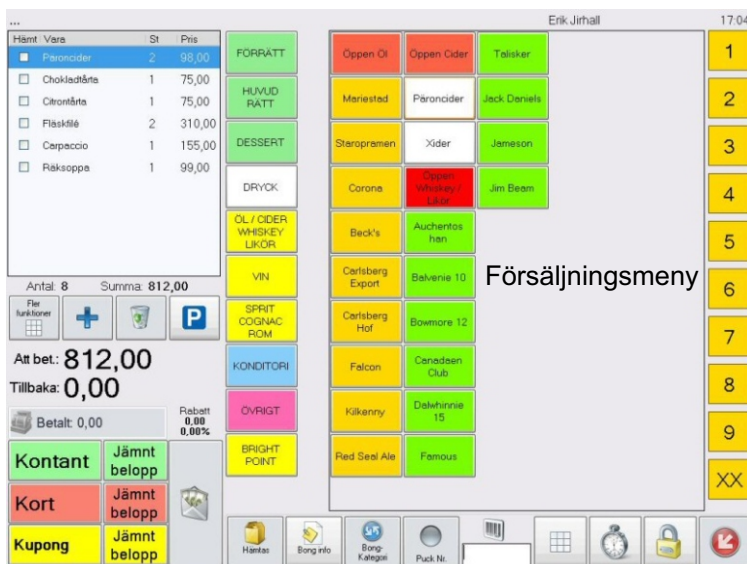 ...
Erik Jirhall
17:04
Hämt Vara St Pris
Päroncider 2 98,00
Chokladtårta 1 75,00
Citrontårta 1 75,00
Fläskfilé 2 310,00
Carpaccio 1 155,00
Räksoppa 1 99,00
Antal: 8 Summa: 812,00
Fler
funktioner
P
Att bet.: 812,00
Tillbaka: 0,00
Betalt: 0,00
Rabatt
0,00
0,00%
Kontant
Jämnt
belopp
Kort
Jämnt
belopp
Kupong
Jämnt
belopp
FÖRRÄTT
HUVUD
RÄTT
DESSERT
DRYCK
ÖL / CIDER
WHISKEY
LIKÖR
VIN
SPRIT
COGNAC
ROM
KONDITORI
ÖVRIGT
BRIGHT
POINT
Öppen Öl
Öppen Cider
Talisker
Mariestad
Päroncider
Jack Daniels
Staropramen
Xider
Jameson
Corona
Öppen
Whiskey /
Likör
Jim Beam
Beck's
Auchentos
han
Carlsberg
Export
Balvenie 10
Försäljningsmeny
Carlsberg
Hof
Bowmore 12
Falcon
Canadaen
Club
Kilkenny
Dalwhinnie
15
Red Seal Ale
Famous
1
2
3
4
5
6
7
8
9
XX
Hämtas
Bong info
Bong-
Kategori
Puck Nr.